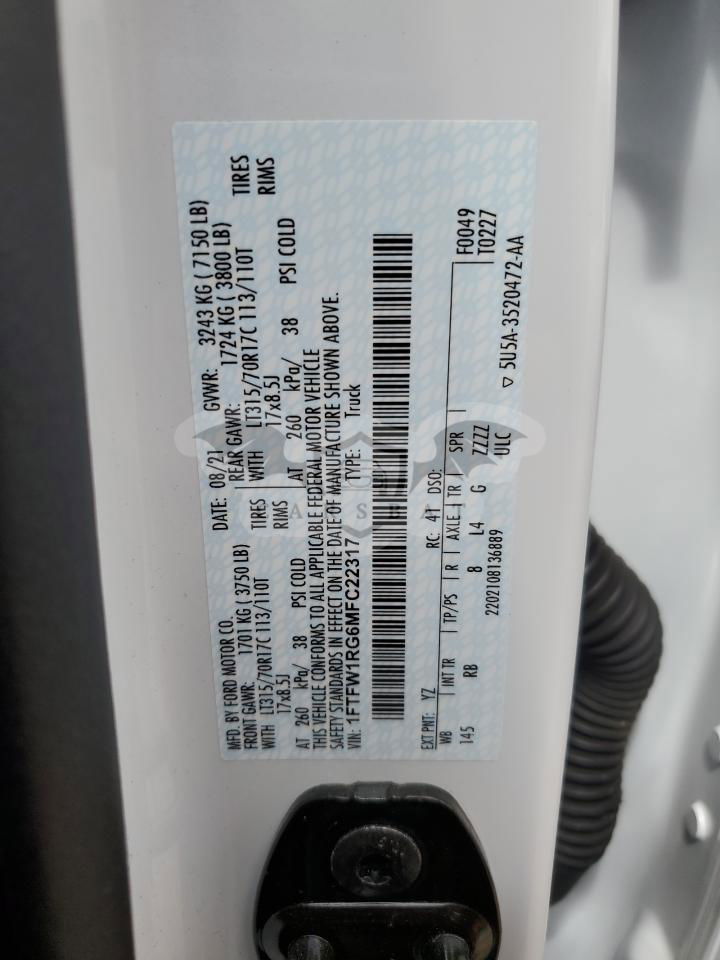 MFD. BY FORD MOTOR CO. DATE: 08/21 GVWR: 3243 KG ( 7150 LB)
FRONT GAWR: 1701 KG ( 3750 LB) REAR GAWR: 1724 KG ( 3800 LB)
WITH LT315/70R17C 113/110T TIRES WITH LT315/70R17C 113/110T TIRES
17x8.5J RIMS 17x8.5J RIMS
AT 260 kPa/ 38 PSI COLD AT 260 kPa/ 38 PSI COLD
THIS VEHICLE CONFORMS TO ALL APPLICABLE FEDERAL MOTOR VEHICLE
SAFETY STANDARDS IN EFFECT ON THE DATE OF MANUFACTURE SHOWN ABOVE.
VIN: 1FTFW1RG6MFC22317 TYPE: Truck
EXT PNT: YZ RC: 41 DSO: F0049
WB INT TR TP/PS R AXLE TR SPR T0227
145 RB 8 L4 G ZZZZ
2202108136889 ULC
▽ 5U5A-3520472-AA